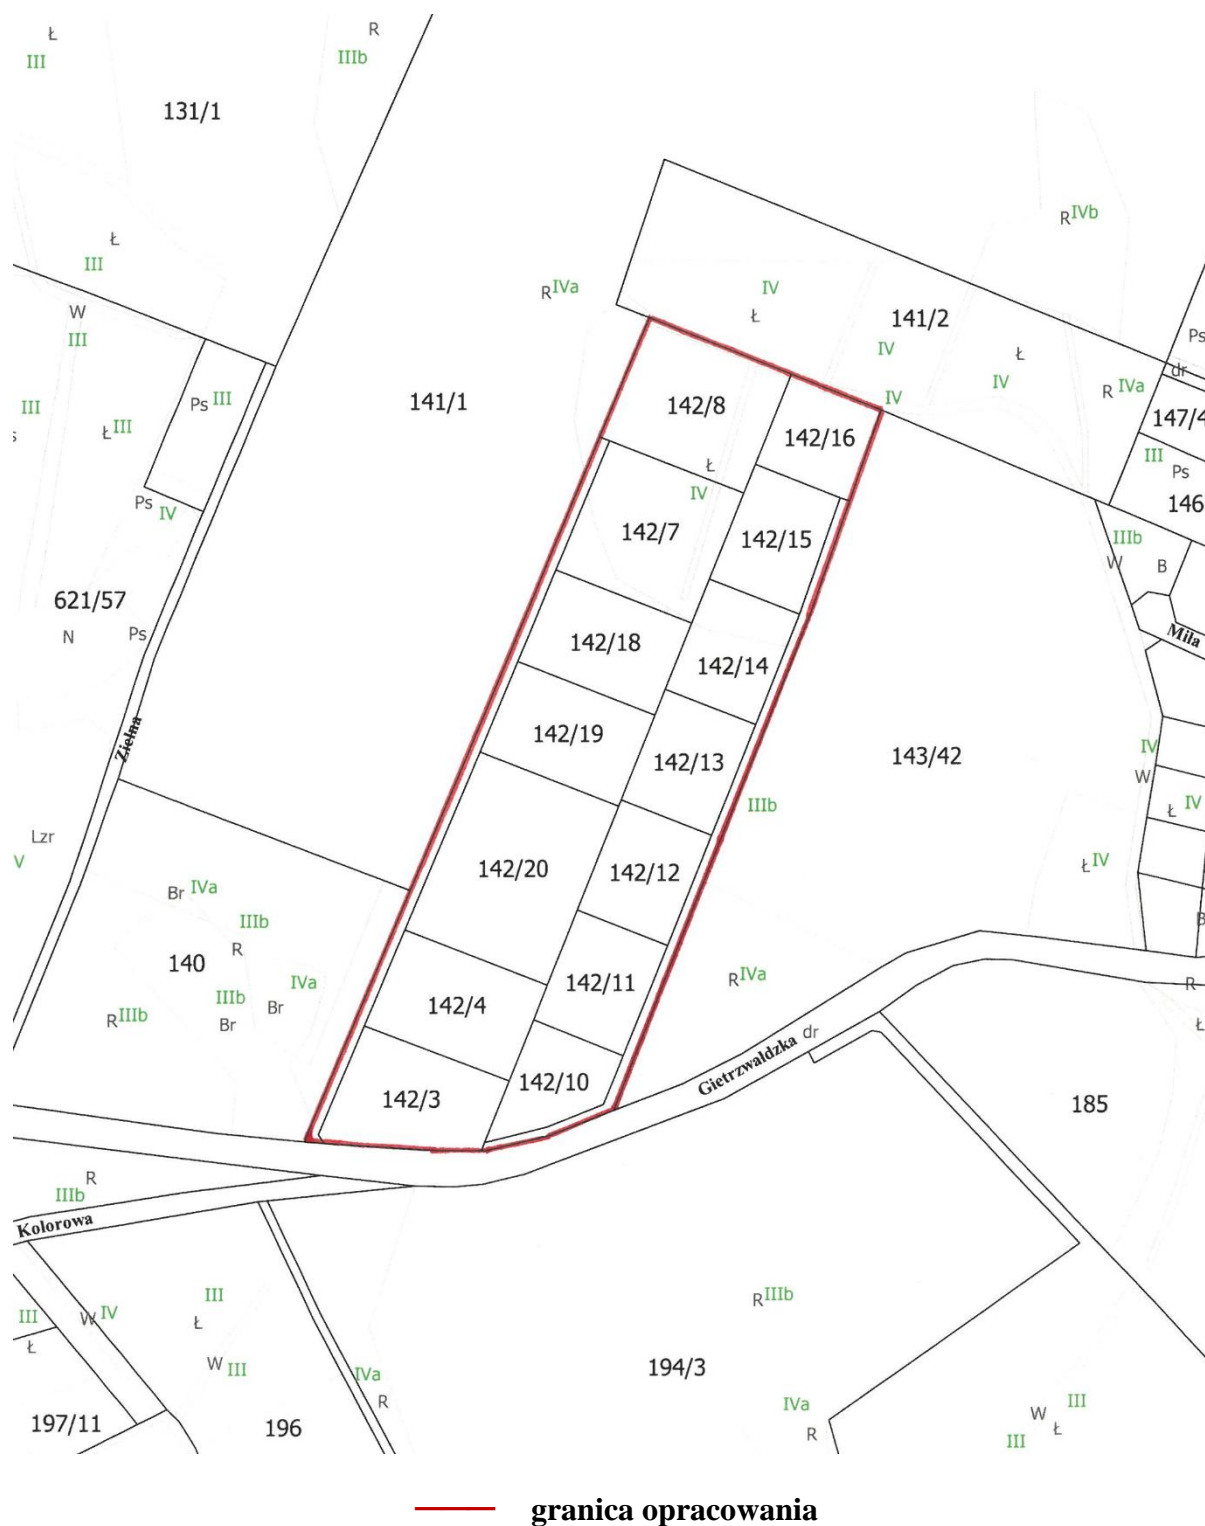 Ł
R
III
IIIb
131/1
R IVb
Ł
III
R IVa
IV
W
Ł
141/2
III
Ps
IV
Ł
dr
IV
R IVa
III
Ps III
141/1
142/8
IV
147/4
Ł III
142/16
III
Ł
Ps
IV
Ps
IV
146
142/7
142/15
IIIb
W
B
621/57
N
Ps
142/18
Miła
142/14
Zielna
142/19
IV
143/42
142/13
W
IIIb
IV
Ł
Lzr
V
142/20
Ł IV
142/12
Br IVa
IIIb
B
R
140
R IVa
IVa
142/11
R
IIIb
Br
142/4
R IIIb
Br
Ł
dr
Gietrzwałdzka
142/10
142/3
185
R
IIIb
Kolorowa
III
R IIIb
III
W IV
Ł
Ł
W III
194/3
IVa
R
IVa
III
W
197/11
196
R
Ł
III
granica opracowania